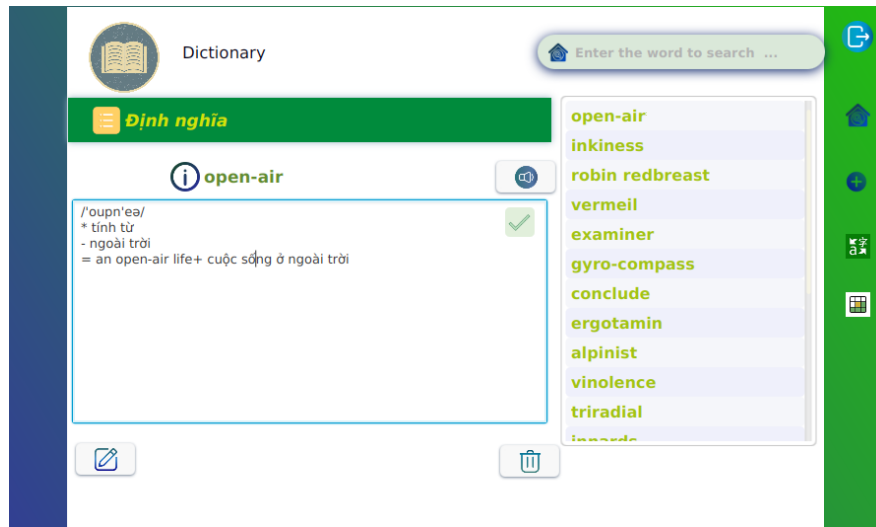 Dictionary
Enter the word to search ...
Định nghĩa
open-air
/'oupn'eə/
* tính từ
- ngoài trời
= an open-air life+ cuộc sống ở ngoài trời
open-air
inkiness
robin redbreast
vermeil
examiner
gyro-compass
conclude
ergotamin
alpinist
vinolence
triradial
innards